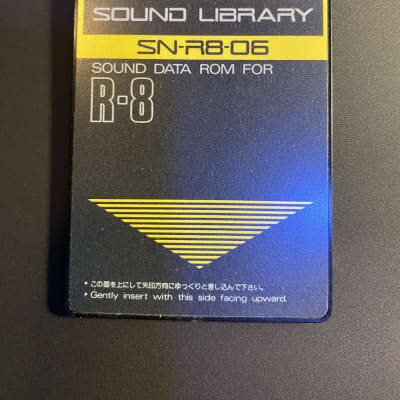 SOUND LIBRARY
SN-R8-06
SOUND DATA ROM FOR
R-8
• この面を上にして矢印方向にゆっくりと差し込んで下さい。
• Gently insert with this side facing upward.